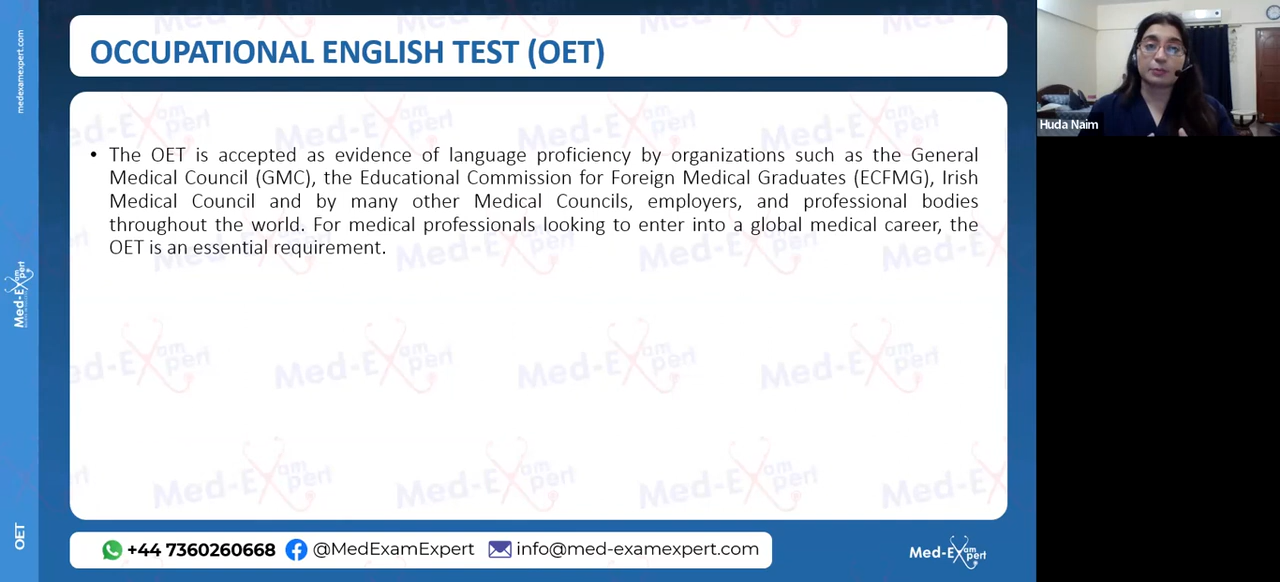 OCCUPATIONAL ENGLISH TEST (OET)
• The OET is accepted as evidence of language proficiency by organizations such as the General
Medical Council (GMC), the Educational Commission for Foreign Medical Graduates (ECFMG), Irish
Medical Council and by many other Medical Councils, employers, and professional bodies
throughout the world. For medical professionals looking to enter into a global medical career, the
OET is an essential requirement.
+44 7360260668 @MedExamExpert info@med-examexpert.com
Med-Exam Expert
medexamexpert.com
Med-Exam Expert
OET
Huda Naim